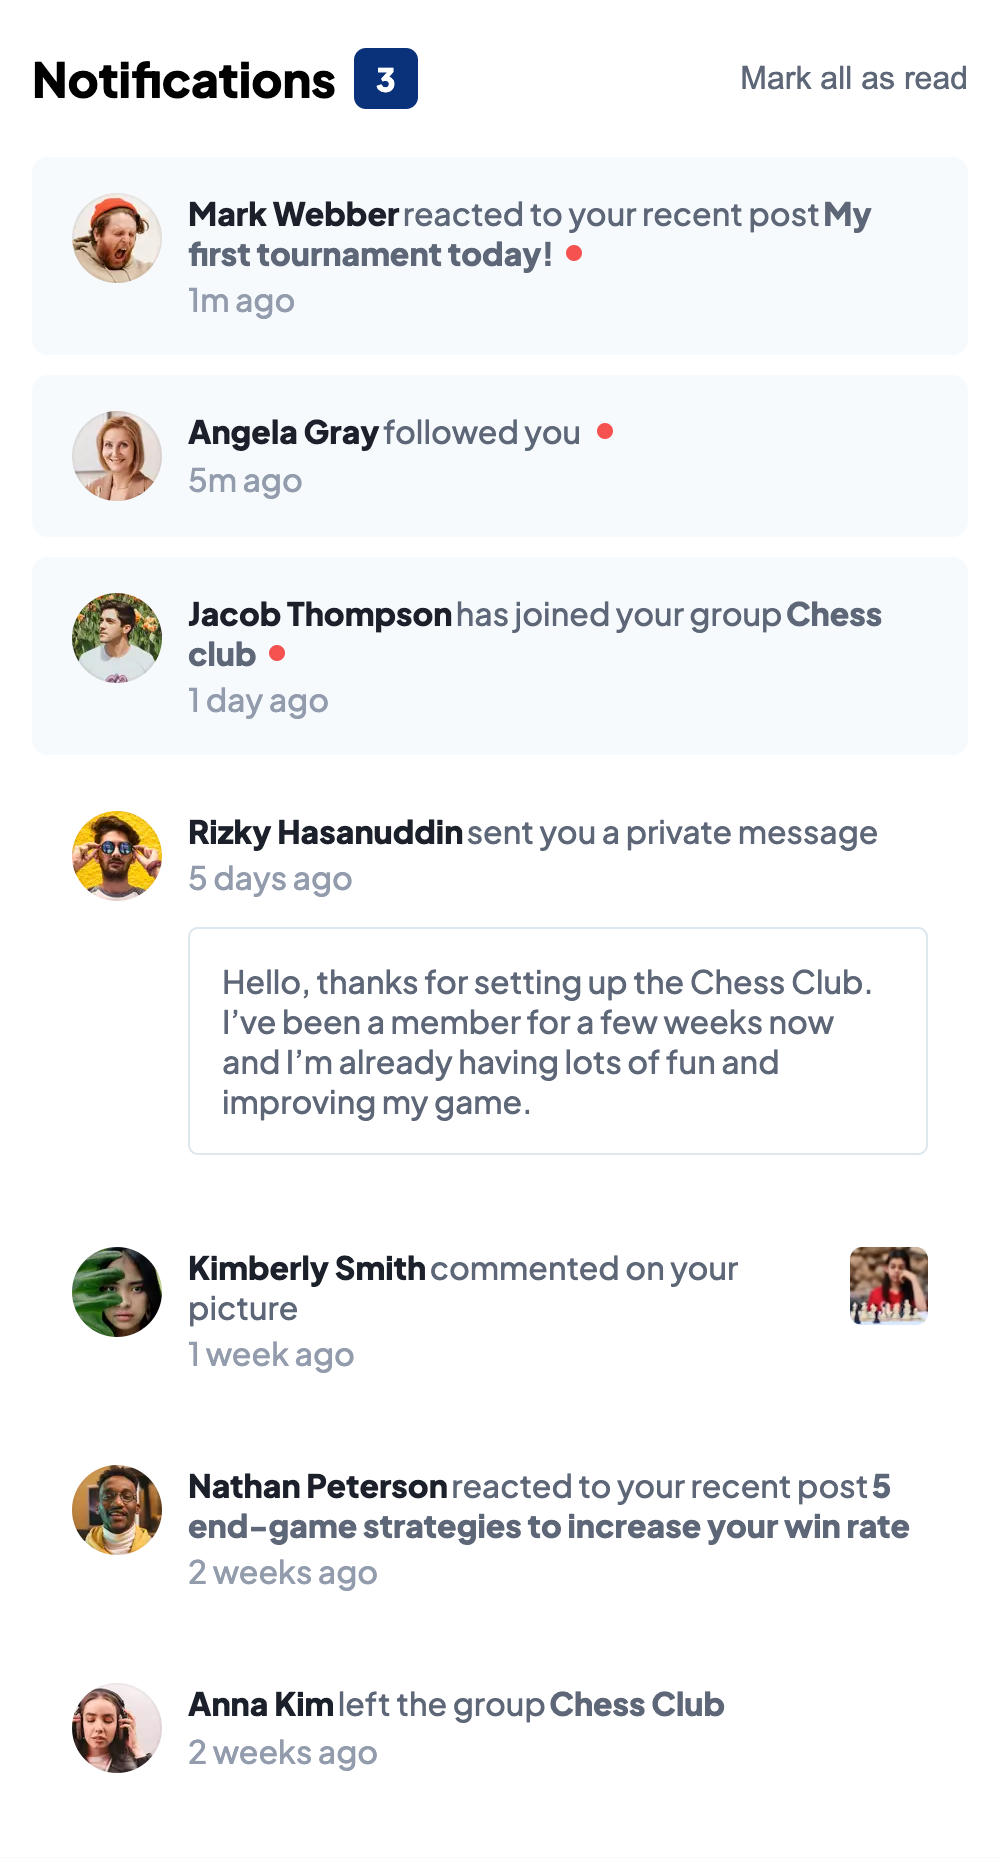 Notifications 3 Mark all as read
Mark Webber reacted to your recent post My
first tournament today!
1m ago
Angela Gray followed you
5m ago
Jacob Thompson has joined your group Chess
club
1 day ago
Rizky Hasanuddin sent you a private message
5 days ago
Hello, thanks for setting up the Chess Club.
I’ve been a member for a few weeks now
and I’m already having lots of fun and
improving my game.
Kimberly Smith commented on your
picture
1 week ago
Nathan Peterson reacted to your recent post 5
end-game strategies to increase your win rate
2 weeks ago
Anna Kim left the group Chess Club
2 weeks ago